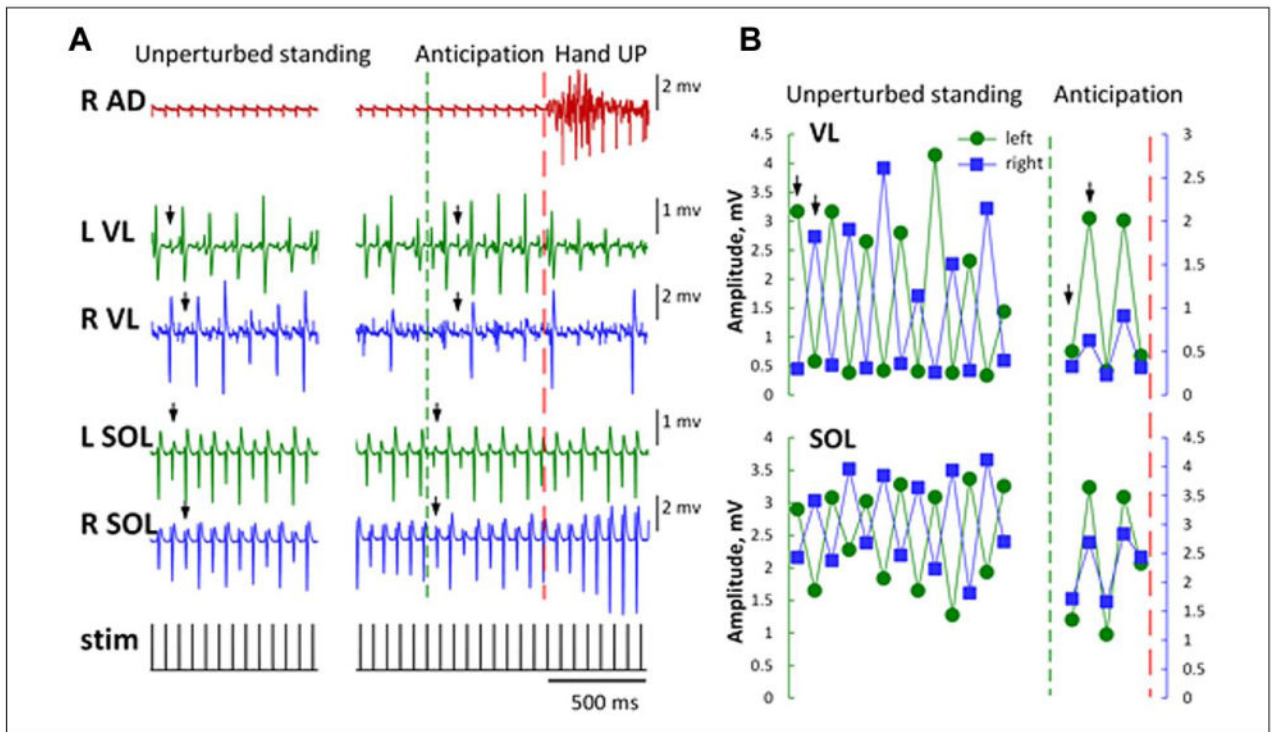 A
Unperturbed standing
Anticipation
Hand UP
R AD
2 mv
L VL
1 mv
R VL
2 mv
L SOL
1 mv
R SOL
2 mv
stim
500 ms
B
Unperturbed standing
Anticipation
VL
left
right
Amplitude, mV
4.5
4
3.5
3
2.5
2
1.5
1
0.5
0
3
2.5
2
1.5
1
0.5
0
SOL
Amplitude, mV
4
3.5
3
2.5
2
1.5
1
0.5
0
4.5
4
3.5
3
2.5
2
1.5
1
0.5
0